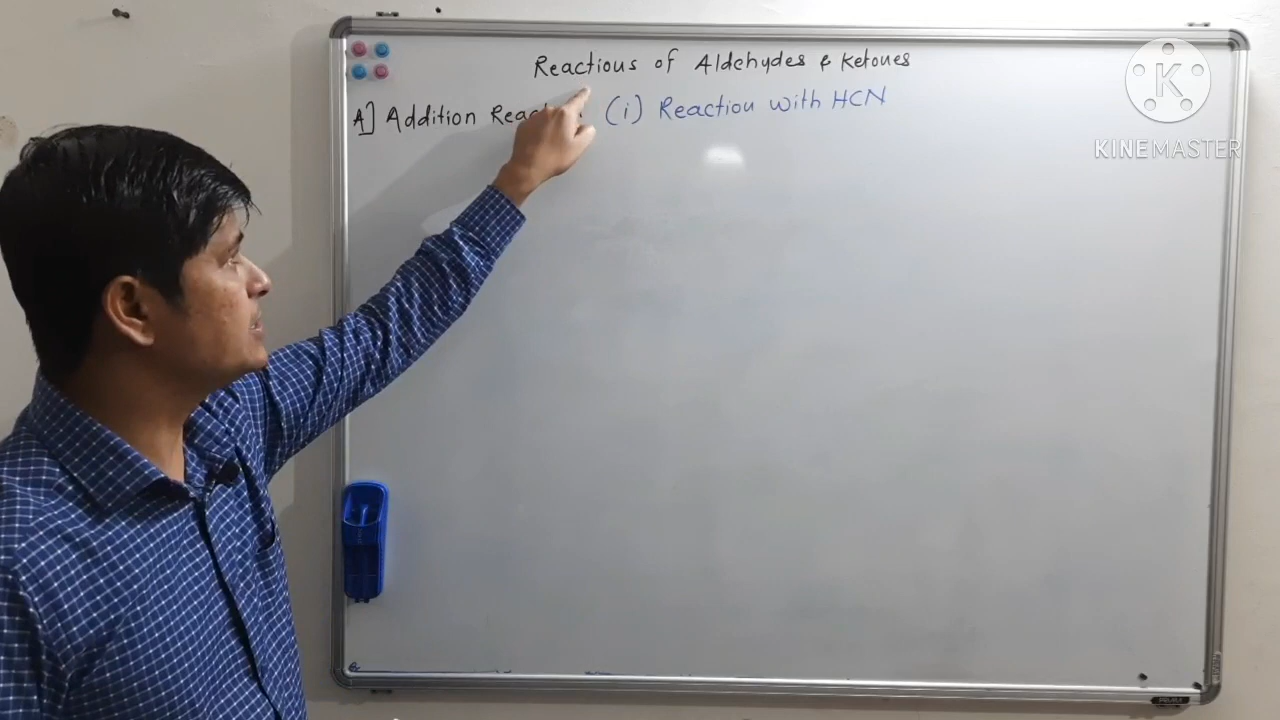 Reactions of Aldehydes & Ketones
A] Addition Reac (i) Reaction with HCN
K
KINEMASTER